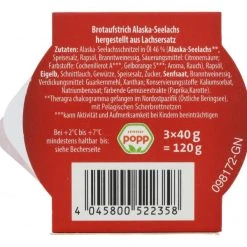 Brotaufstrich Alaska-Seelachs
hergestellt aus Lachsersatz
Zutaten: Alaska-Seelachsschnitzel in Öl 46 % (Alaska-Seelachs**,
Speisesalz, Rapsöl, Branntweinessig, Säuerungsmittel: Citronensäure,
Farbstoffe: Cochenillerot A***, Gelborange S***, Aroma, Rauch), Rapsöl,
Eigelb, Schnittlauch, Gewürze, Speisesalz, Zucker, Senfsaat, Branntweinessig,
Verdickungsmittel: Guarkernmehl, Xanthan; Konservierungsstoffe: Kaliumsorbat,
Natriumbenzoat; färbende Gemüseextrakte (Paprika, Karotte).
**Theragra chalcogramma gefangen im Nordostpazifik (Westliches Beringmeer),
mit Pelagischen Scherbrettnetzen
***kann Aktivität und Aufmerksamkeit bei Kindern beeinträchtigen
Bei +2°C bis +7°C
mindestens haltbar bis:
siehe Becherseite
popp
3×40 g
= 120 g
098172-GN
4 045800 522358